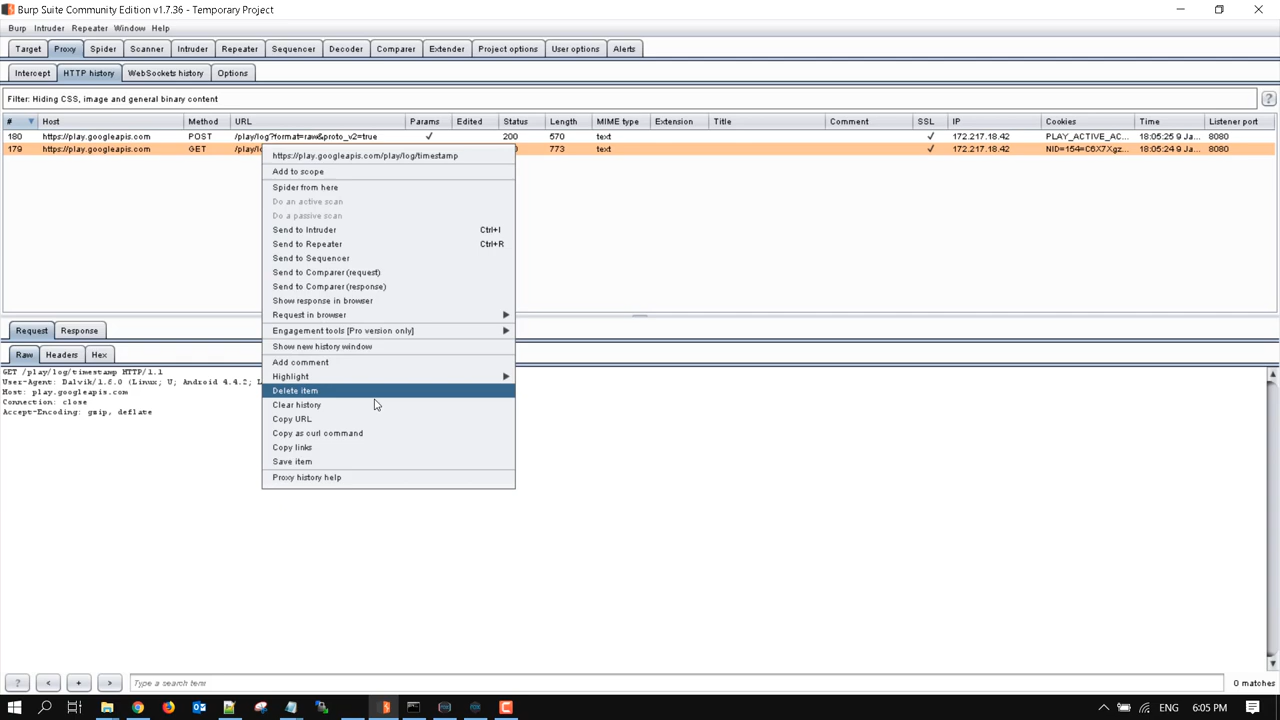 Burp Suite Community Edition v1.7.36 - Temporary Project
Burp Intruder Repeater Window Help
Target Proxy Spider Scanner Intruder Repeater Sequencer Decoder Comparer Extender Project options User options Alerts
Intercept HTTP history WebSockets history Options
Filter: Hiding CSS, image and general binary content ?
# Host Method URL Params Edited Status Length MIME type Extension Title Comment SSL IP Cookies Time Listener port
180 https://play.googleapis.com POST /play/log?format=raw&proto_v2=true ✓ 200 570 text ✓ 172.217.18.42 PLAY_ACTIVE_AC... 18:05:25 9 Ja... 8080
179 https://play.googleapis.com GET 773 text ✓ 172.217.18.42 NID=154=C6X7Xgz... 18:05:24 9 Ja... 8080
https://play.googleapis.com/play/log/timestamp
Add to scope
Spider from here
Do an active scan
Do a passive scan
Send to Intruder Ctrl+I
Send to Repeater Ctrl+R
Send to Sequencer
Send to Comparer (request)
Send to Comparer (response)
Show response in browser
Request in browser
Engagement tools [Pro version only]
Show new history window
Add comment
Highlight
Delete item
Clear history
Copy URL
Copy as curl command
Copy links
Save item
Proxy history help
Request Response
Raw Headers Hex
GET /play/log/timestamp HTTP/1.1
User-Agent: Dalvik/1.6.0 (Linux; U; Android 4.4.2;
Host: play.googleapis.com
Connection: close
Accept-Encoding: gzip, deflate
? < + > Type a search term 0 matches
ENG 6:05 PM